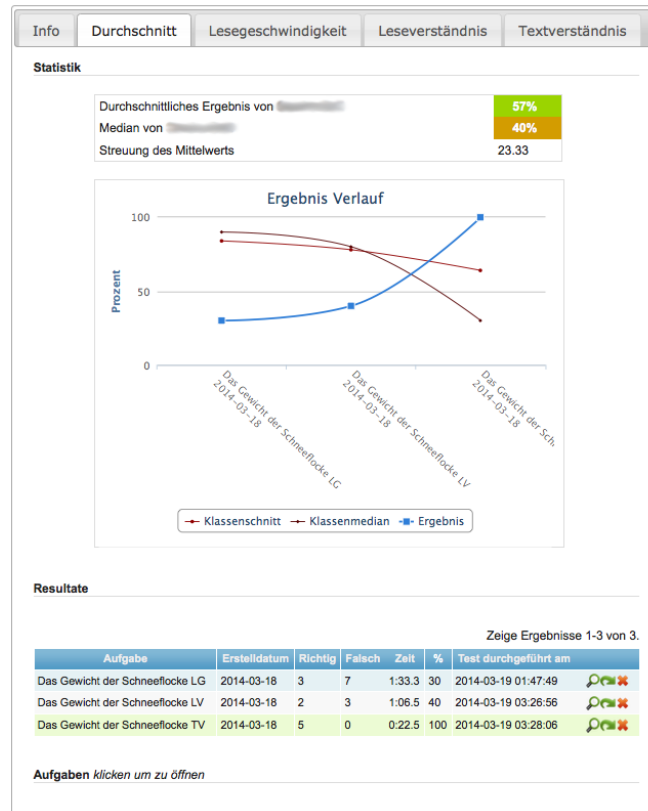 Info Durchschnitt Lesegeschwindigkeit Leseverständnis Textverständnis
Statistik
Durchschnittliches Ergebnis von 57%
Median von 40%
Streuung des Mittelwerts 23.33
Ergebnis Verlauf
Prozent
100
50
0
Das Gewicht der Schneeflocke LG
2014-03-18
Das Gewicht der Schneeflocke LV
2014-03-18
Das Gewicht der Sch.
2014-03-18
Klassenschnitt Klassenmedian Ergebnis
Resultate
Zeige Ergebnisse 1-3 von 3.
Aufgabe Erstelldatum Richtig Falsch Zeit % Test durchgeführt am
Das Gewicht der Schneeflocke LG 2014-03-18 3 7 1:33.3 30 2014-03-19 01:47:49
Das Gewicht der Schneeflocke LV 2014-03-18 2 3 1:06.5 40 2014-03-19 03:26:56
Das Gewicht der Schneeflocke TV 2014-03-18 5 0 0:22.5 100 2014-03-19 03:28:06
Aufgaben klicken um zu öffnen